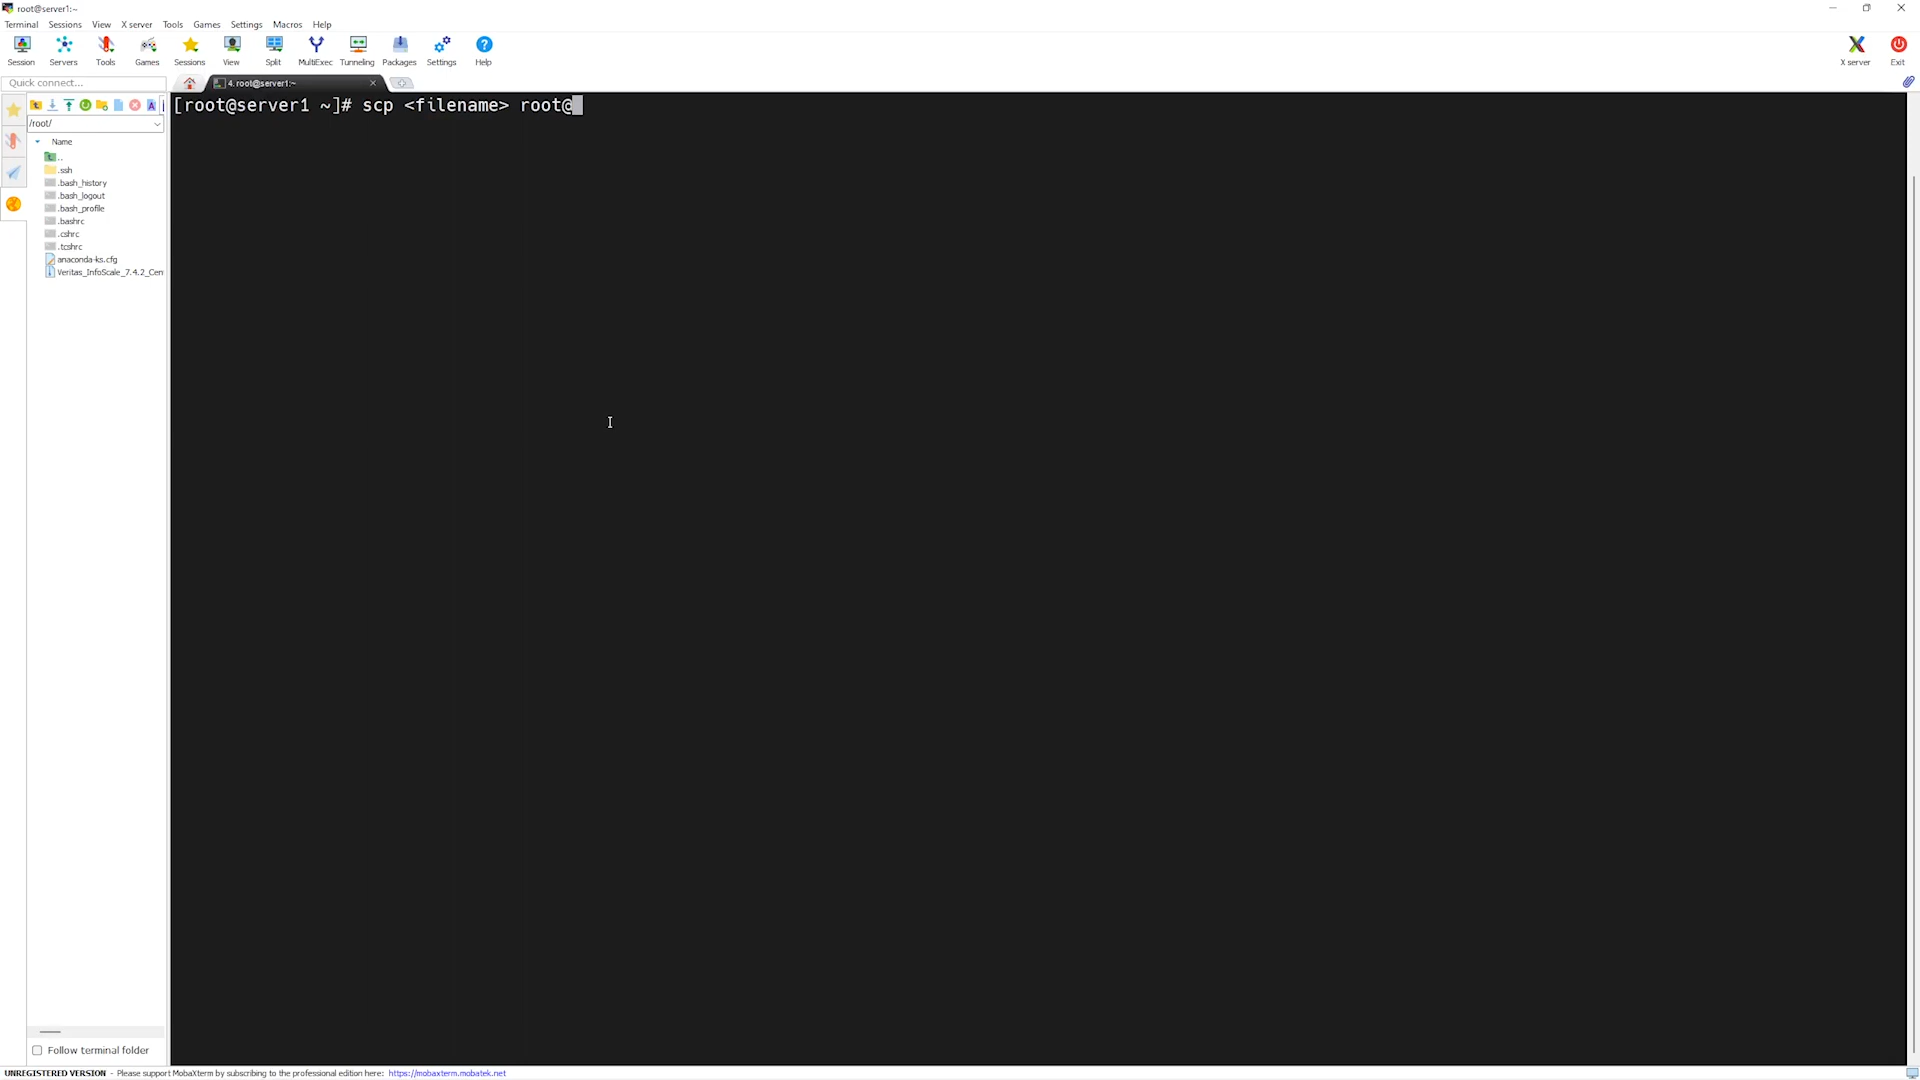 root@server1:~
Terminal Sessions View X server Tools Games Settings Macros Help
Session Servers Tools Games Sessions View Split MultiExec Tunneling Packages Settings Help X server Exit
Quick connect...
4. root@server1:~
/root/
Name
..
.ssh
.bash_history
.bash_logout
.bash_profile
.bashrc
.cshrc
.tcshrc
anaconda-ks.cfg
Veritas_InfoScale_7.4.2_Cen
[root@server1 ~]# scp <filename> root@
Follow terminal folder
UNREGISTERED VERSION - Please support MobaXterm by subscribing to the professional edition here: https://mobaxterm.mobatek.net